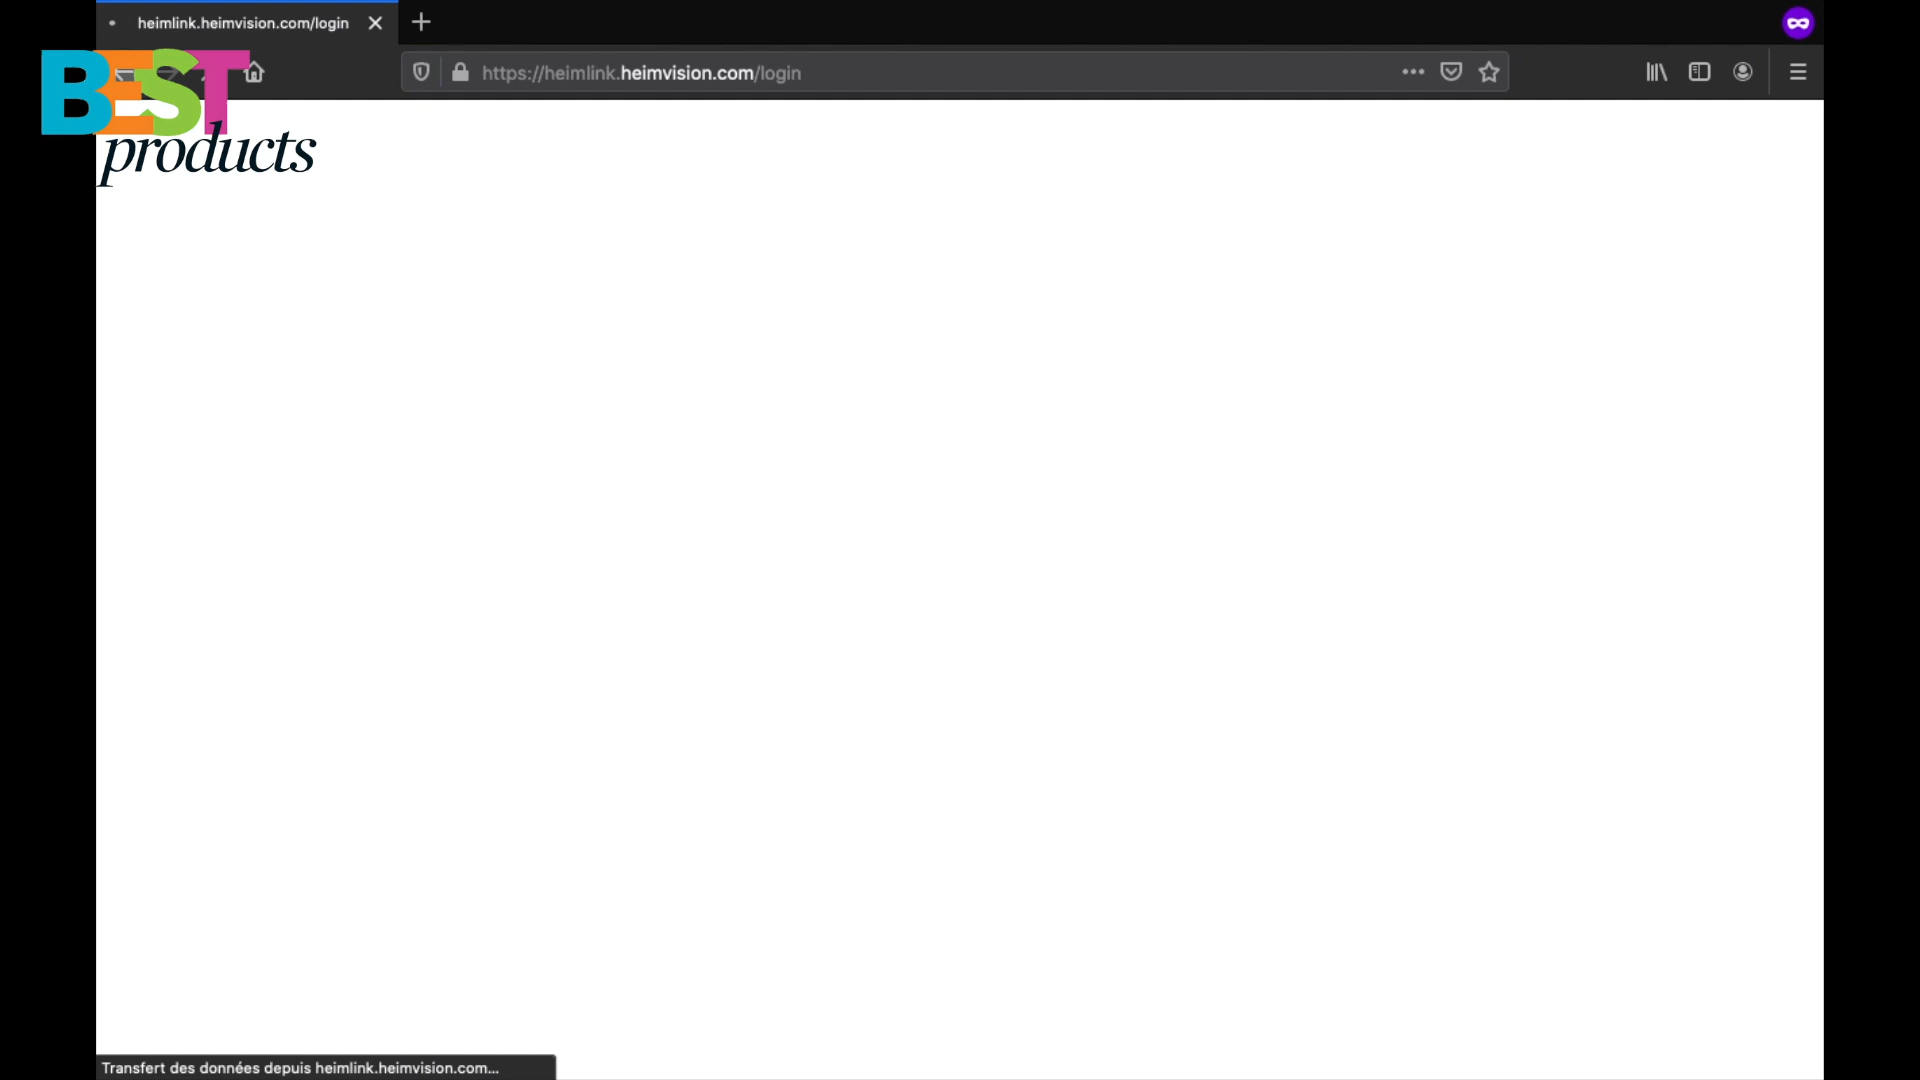 heimlink.heimvision.com/login
https://heimlink.heimvision.com/login
BEST
products
Transfert des données depuis heimlink.heimvision.com...